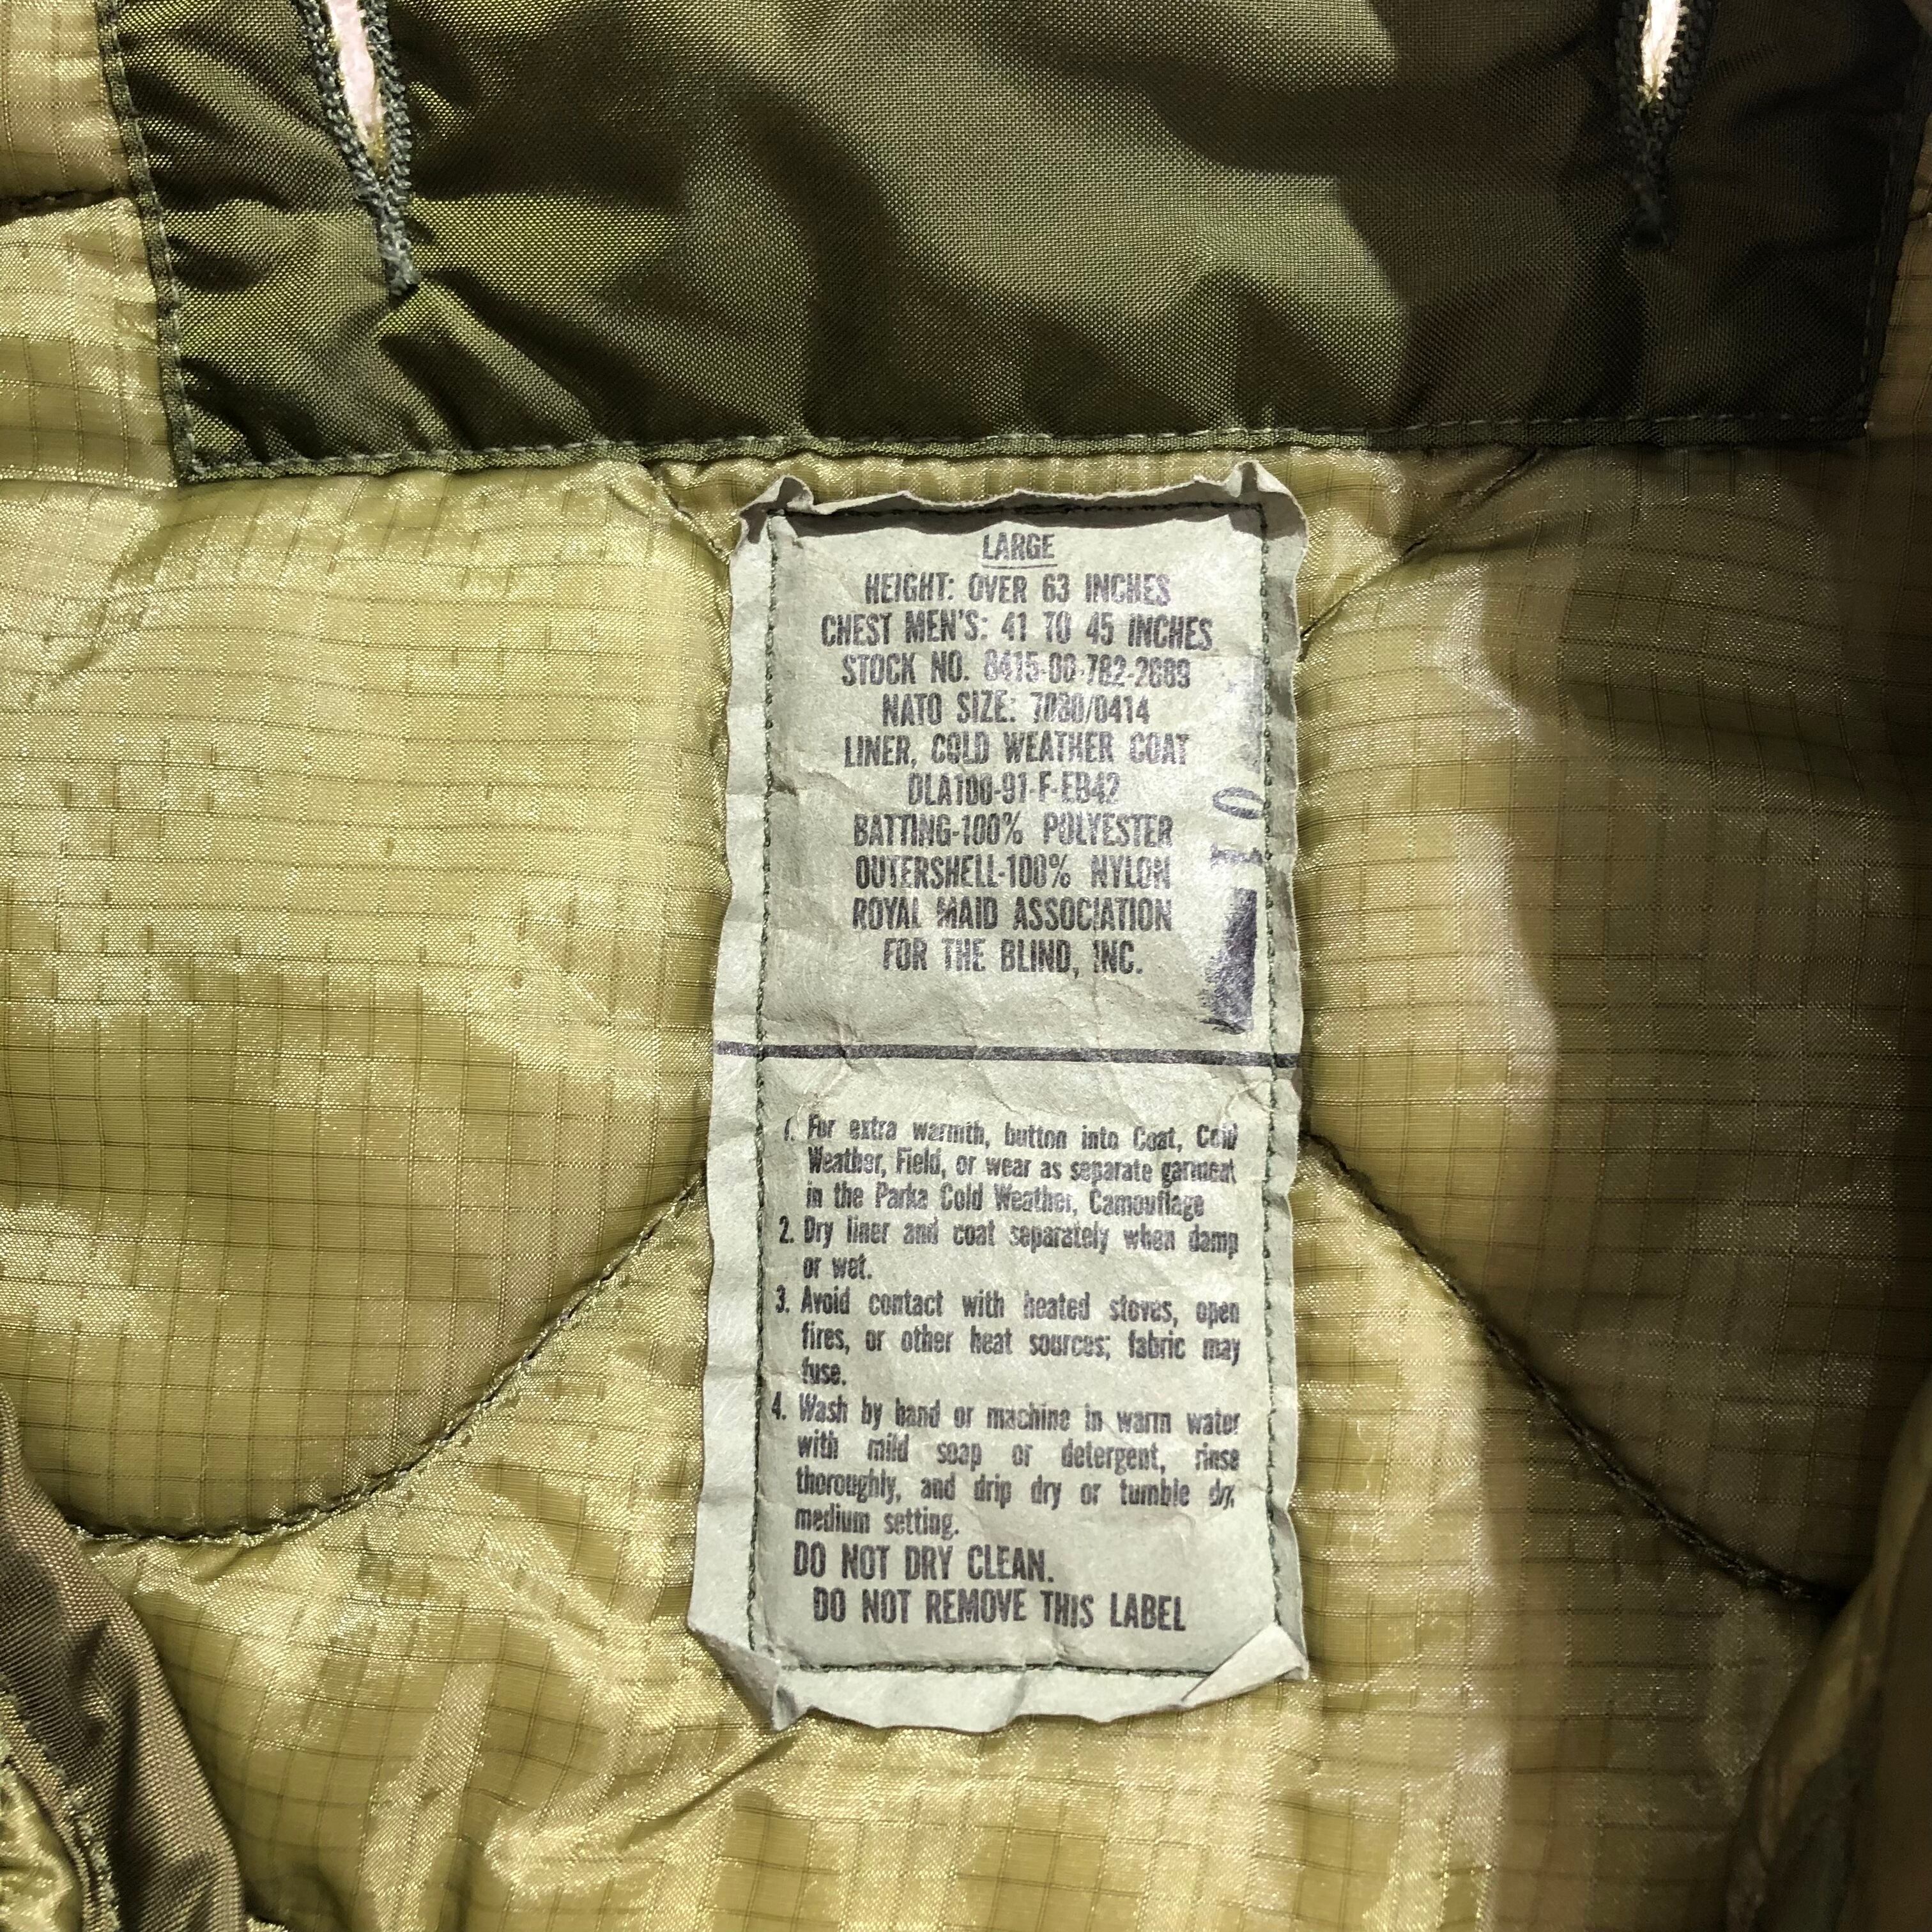 LARGE
HEIGHT: OVER 63 INCHES
CHEST MEN'S: 41 TO 45 INCHES
STOCK NO. 8415-00-782-2889
NATO SIZE: 7080/0414
LINER, COLD WEATHER COAT
DLA100-91-F-EB42
BATTING-100% POLYESTER
OUTERSHELL-100% NYLON
ROYAL MAID ASSOCIATION
FOR THE BLIND, INC.
10
1. For extra warmth, button into Coat, Cold
Weather, Field, or wear as separate garment
in the Parka Cold Weather, Camouflage
2. Dry liner and coat separately when damp
or wet.
3. Avoid contact with heated stoves, open
fires, or other heat sources; fabric may
fuse.
4. Wash by hand or machine in warm water
with mild soap or detergent, rinse
thoroughly, and drip dry or tumble dry,
medium setting.
DO NOT DRY CLEAN.
DO NOT REMOVE THIS LABEL